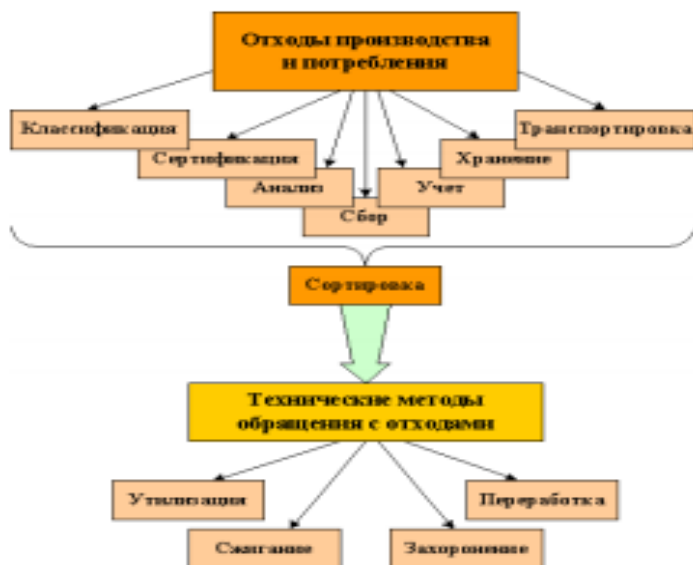 Отходы производства
и потребления
Классификация
Транспортировка
Сертификация
Хранение
Анализ
Учет
Сбор
Сортировка
Технические методы
обращения с отходами
Утилизация
Переработка
Сжигание
Захоронение